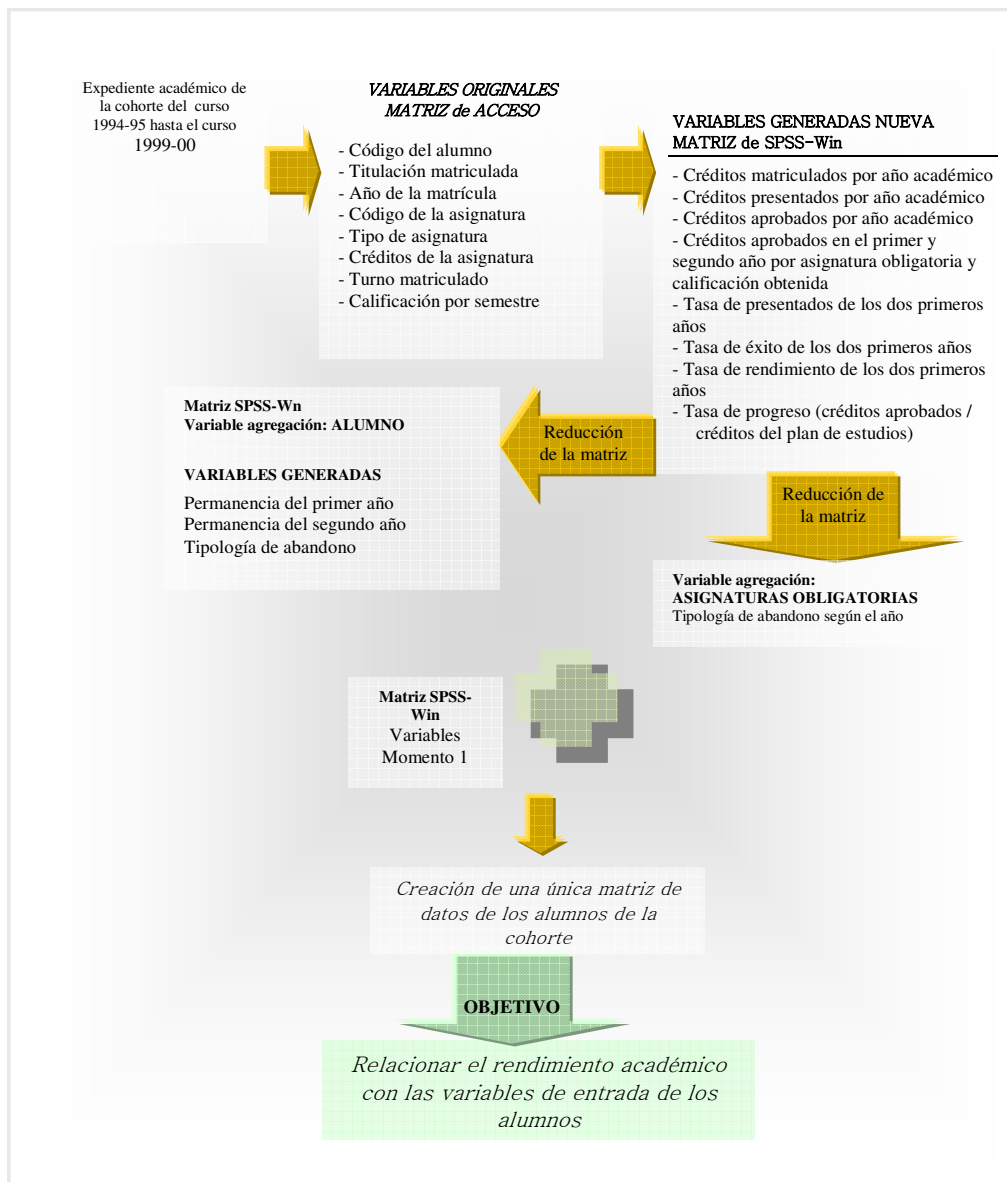 Expediente académico de
la cohorte del curso
1994-95 hasta el curso
1999-00
VARIABLES ORIGINALES
MATRIZ de ACCESO
- Código del alumno
- Titulación matriculada
- Año de la matrícula
- Código de la asignatura
- Tipo de asignatura
- Créditos de la asignatura
- Turno matriculado
- Calificación por semestre
VARIABLES GENERADAS NUEVA
MATRIZ de SPSS-Win
- Créditos matriculados por año académico
- Créditos presentados por año académico
- Créditos aprobados por año académico
- Créditos aprobados en el primer y
segundo año por asignatura obligatoria y
calificación obtenida
- Tasa de presentados de los dos primeros
años
- Tasa de éxito de los dos primeros años
- Tasa de rendimiento de los dos primeros
años
- Tasa de progreso (créditos aprobados /
créditos del plan de estudios)
Reducción
de la matriz
Matriz SPSS-Wn
Variable agregación: ALUMNO
VARIABLES GENERADAS
Permanencia del primer año
Permanencia del segundo año
Tipología de abandono
Reducción de
la matriz
Variable agregación:
ASIGNATURAS OBLIGATORIAS
Tipología de abandono según el año
Matriz SPSS-
Win
Variables
Momento 1
Creación de una única matriz de
datos de los alumnos de la
cohorte
OBJETIVO
Relacionar el rendimiento académico
con las variables de entrada de los
alumnos